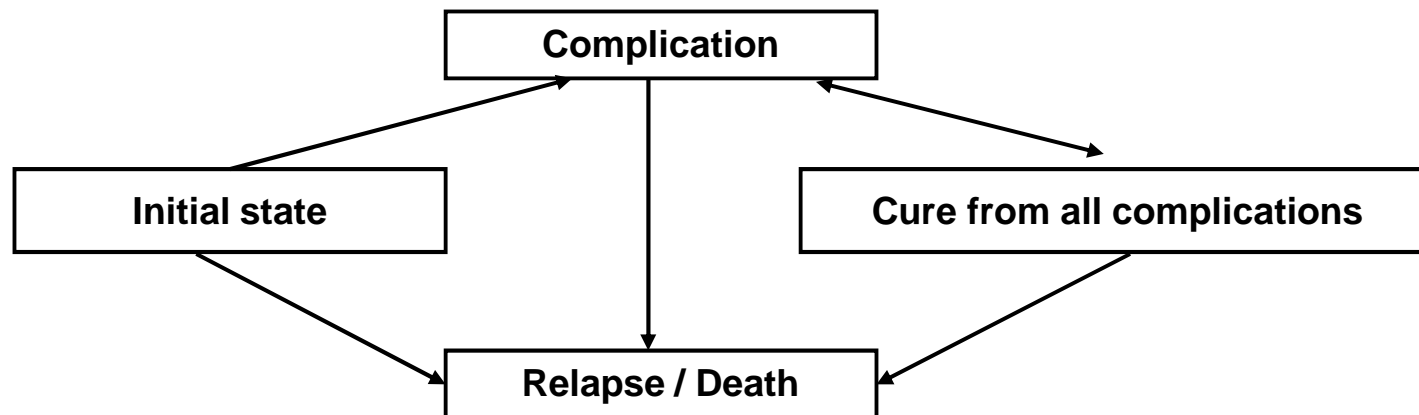 Complication
Initial state
Cure from all complications
Relapse / Death